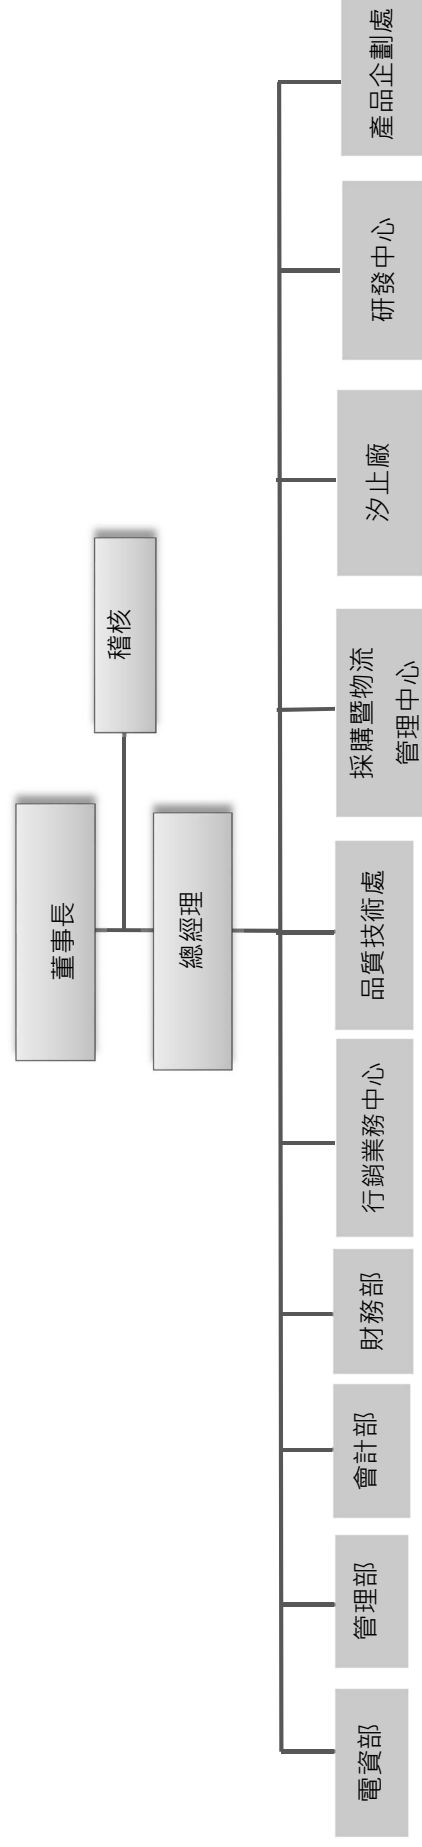 董事長
稽核
總經理
電資部
管理部
會計部
財務部
行銷業務中心
品質技術處
採購暨物流
管理中心
汐止廠
研發中心
產品企劃處